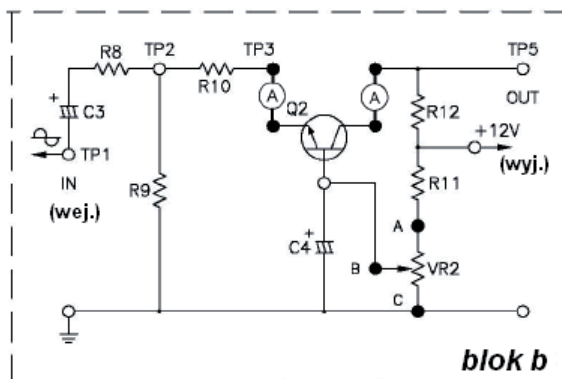 R8
TP2
TP3
TP5
R10
A
A
Q2
OUT
C3
R12
+12V
TP1
(wyj.)
IN
R9
R11
(wej.)
A
C4
B
VR2
C
blok b